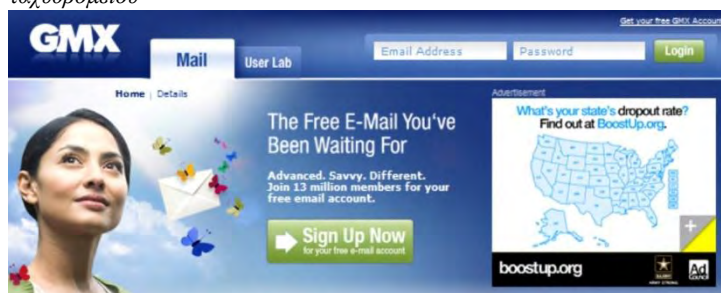 ταχυδρομείου
Get your free GMX Account
GMX
Mail
User Lab
Email Address
Password
Login
Home | Details
Advertisement
The Free E-Mail You've
Been Waiting For
Advanced. Savvy. Different.
Join 13 million members for your
free email account.
Sign Up Now
for your free e-mail account
What's your state's dropout rate?
Find out at BoostUp.org.
boostup.org
Ad